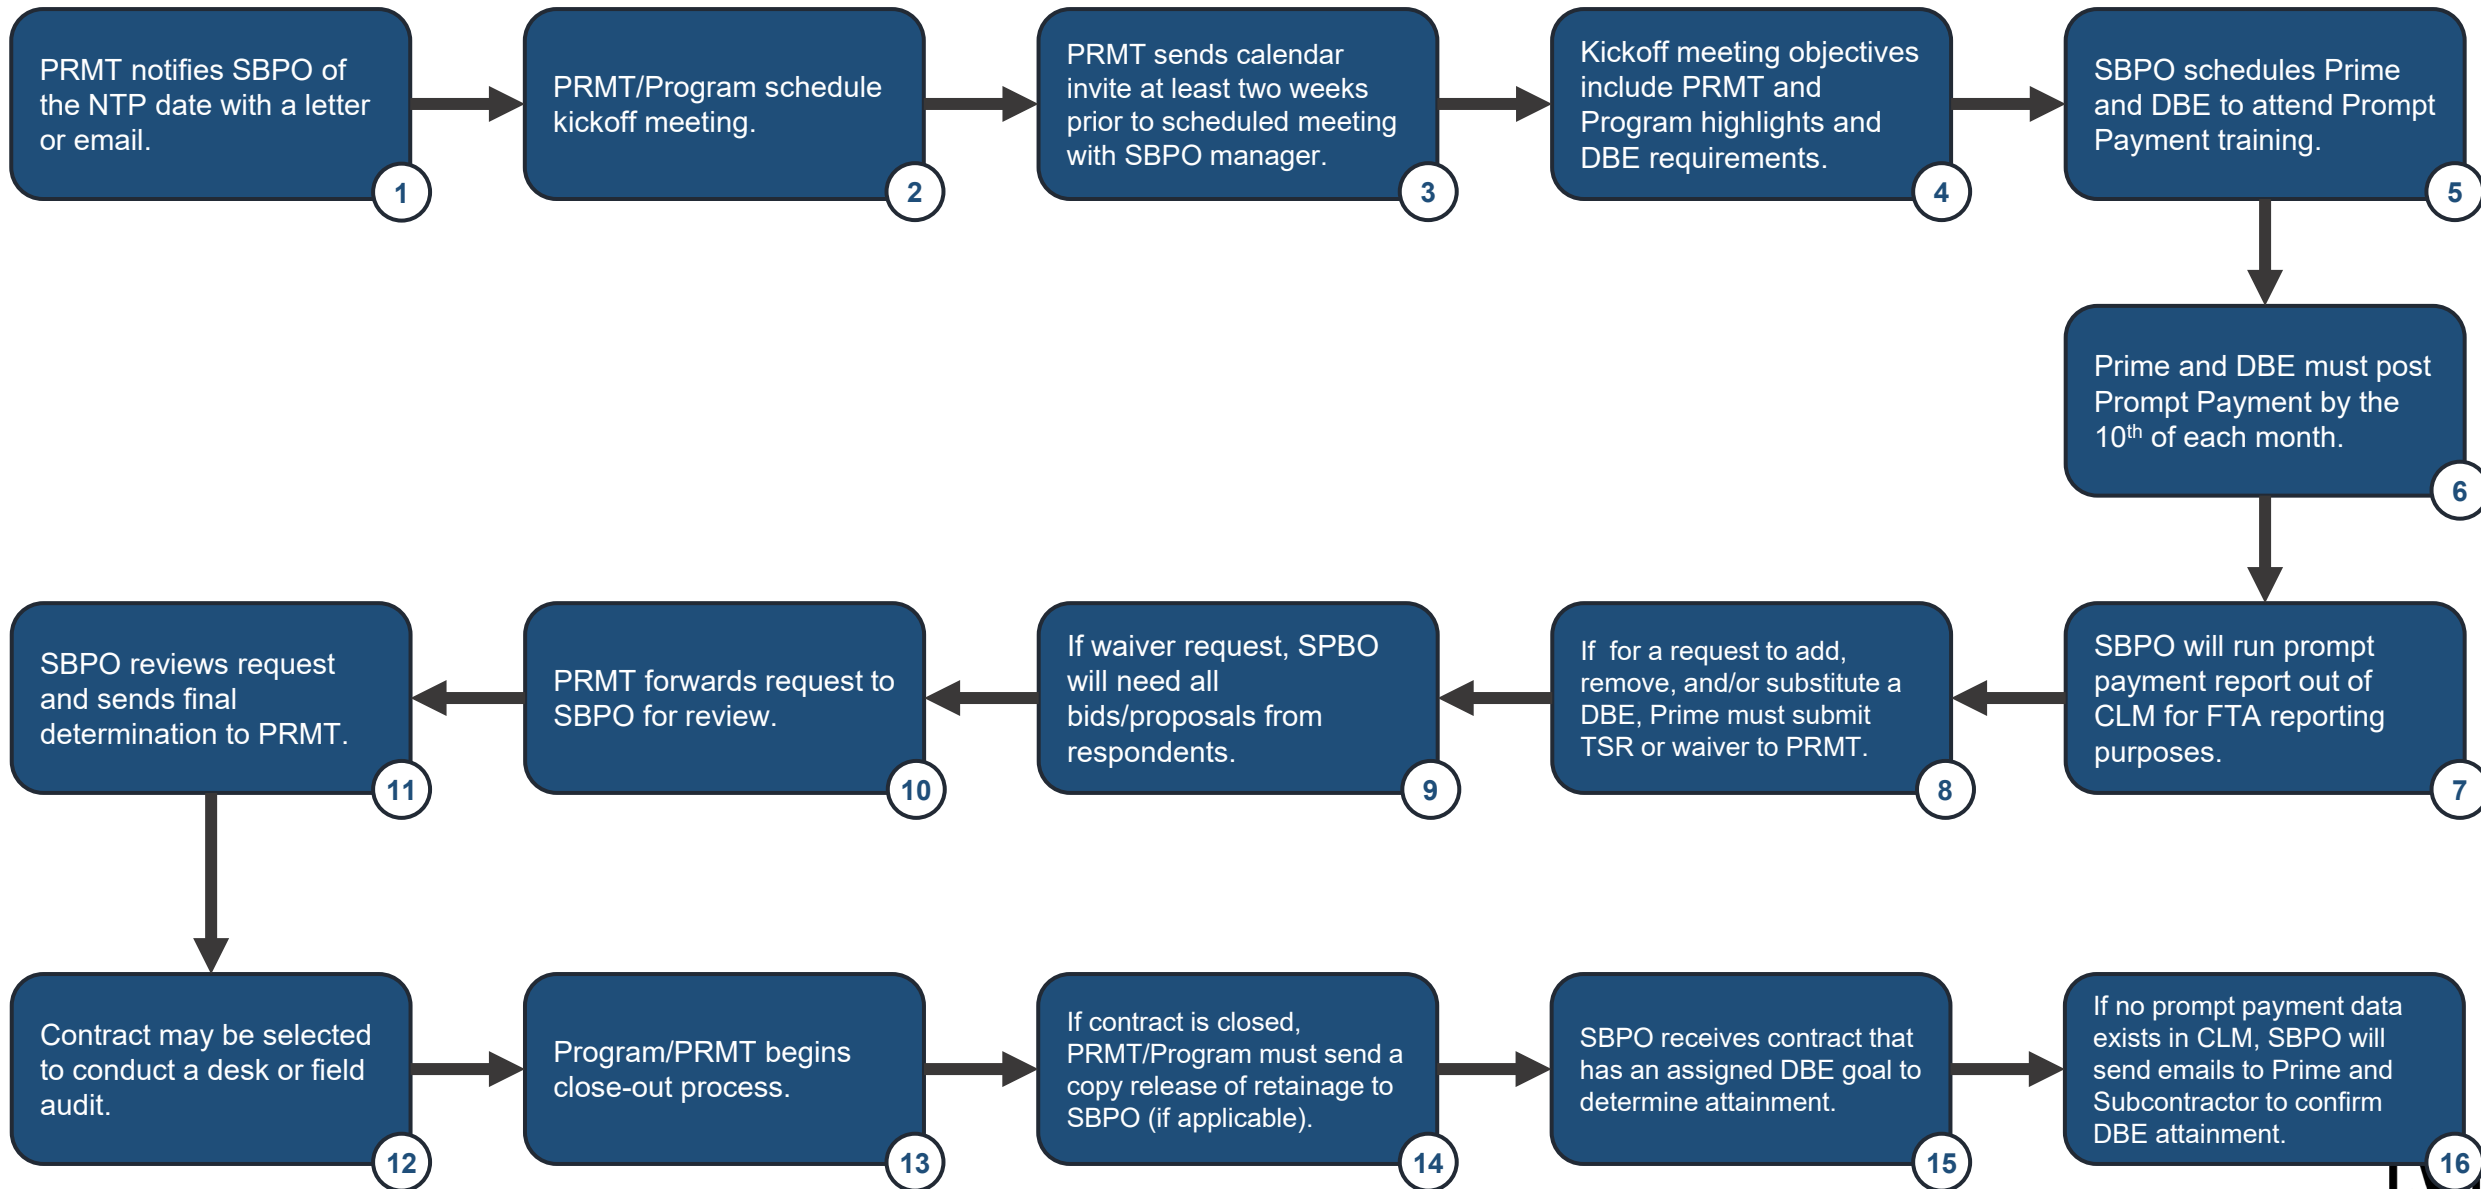 PRMT notifies SBPO of
the NTP date with a letter
or email.
1
PRMT/Program schedule
kickoff meeting.
2
PRMT sends calendar
invite at least two weeks
prior to scheduled meeting
with SBPO manager.
3
Kickoff meeting objectives
include PRMT and
Program highlights and
DBE requirements.
4
SBPO schedules Prime
and DBE to attend Prompt
Payment training.
5
Prime and DBE must post
Prompt Payment by the
10th of each month.
6
SBPO will run prompt
payment report out of
CLM for FTA reporting
purposes.
7
If for a request to add,
remove, and/or substitute a
DBE, Prime must submit
TSR or waiver to PRMT.
8
If waiver request, SPBO
will need all
bids/proposals from
respondents.
9
PRMT forwards request to
SBPO for review.
10
SBPO reviews request
and sends final
determination to PRMT.
11
Contract may be selected
to conduct a desk or field
audit.
12
Program/PRMT begins
close-out process.
13
If contract is closed,
PRMT/Program must send a
copy release of retainage to
SBPO (if applicable).
14
SBPO receives contract that
has an assigned DBE goal to
determine attainment.
15
If no prompt payment data
exists in CLM, SBPO will
send emails to Prime and
Subcontractor to confirm
DBE attainment.
16